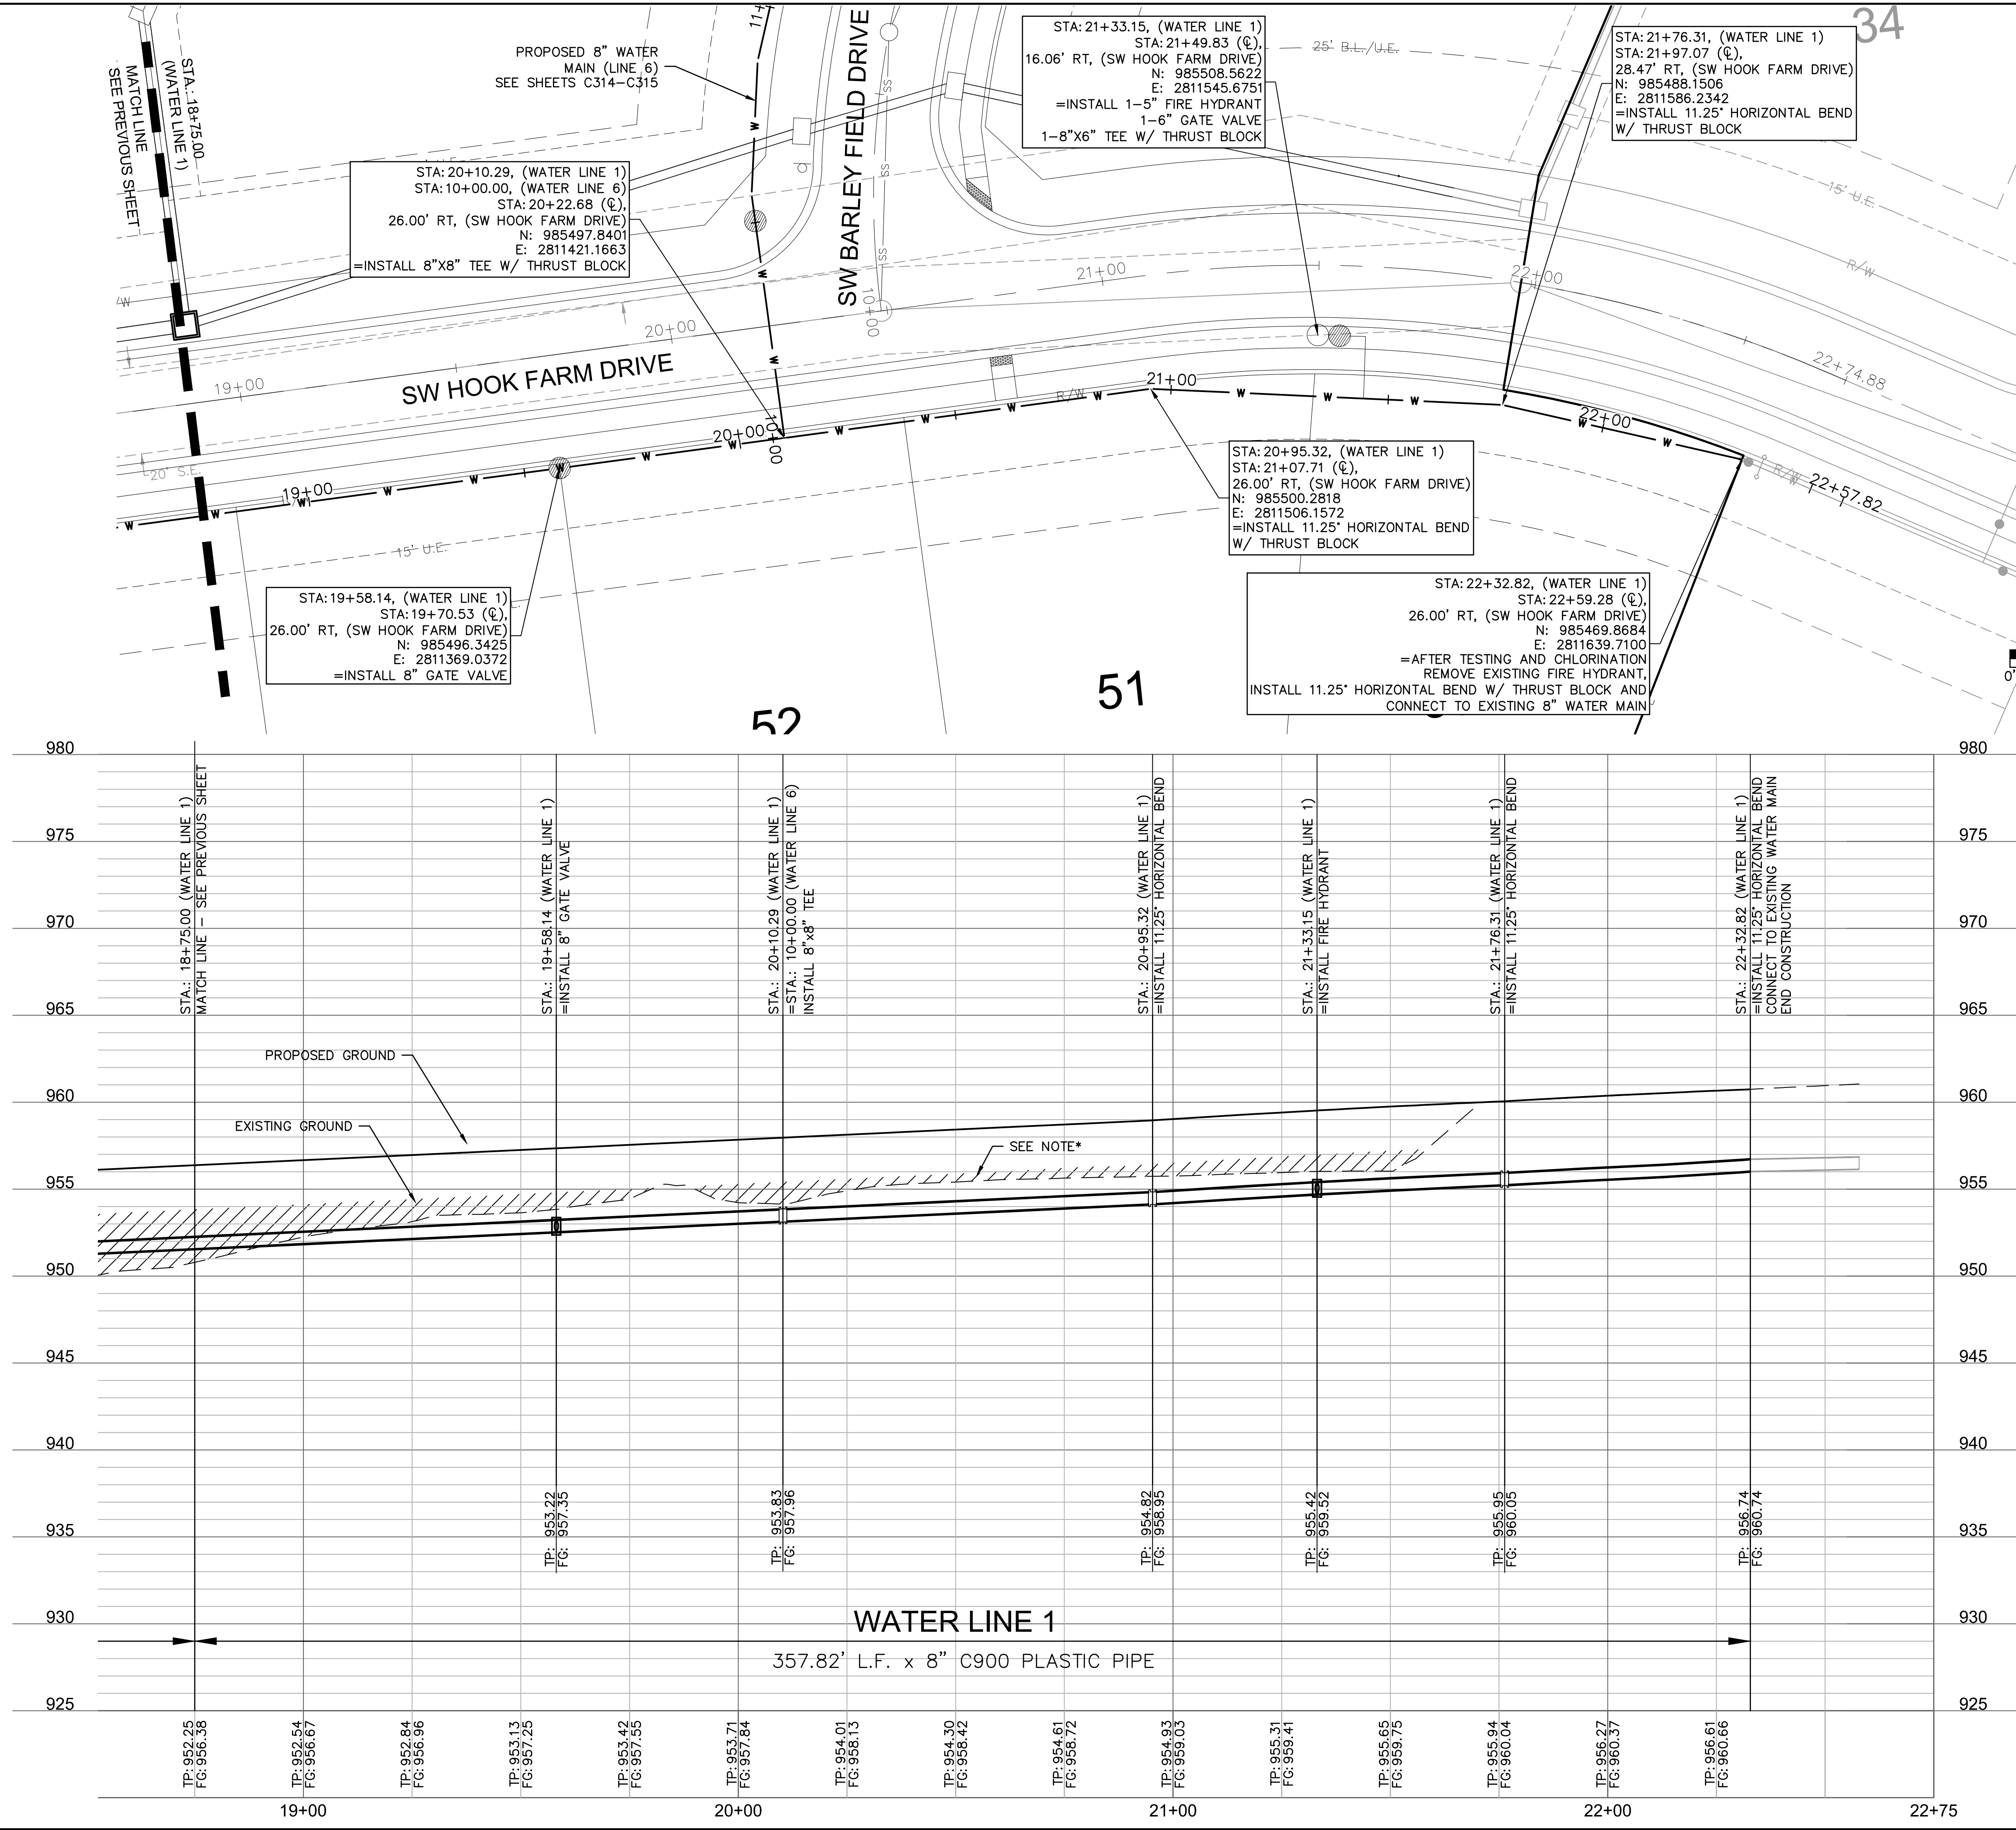 34
STA: 18+75.00
(WATER LINE 1)
MATCH LINE
SEE PREVIOUS SHEET
PROPOSED 8” WATER
MAIN (LINE 6)
SEE SHEETS C314–C315
11+
SW BARLEY FIELD DRIVE
SS
SS
SS
STA: 21+33.15, (WATER LINE 1)
STA: 21+49.83 (℄),
16.06' RT, (SW HOOK FARM DRIVE)
N: 985508.5622
E: 2811545.6751
=INSTALL 1–5” FIRE HYDRANT
1–6” GATE VALVE
1–8”X6” TEE W/ THRUST BLOCK
25' B.L./U.E.
STA: 21+76.31, (WATER LINE 1)
STA: 21+97.07 (℄),
28.47' RT, (SW HOOK FARM DRIVE)
N: 985488.1506
E: 2811586.2342
=INSTALL 11.25° HORIZONTAL BEND
W/ THRUST BLOCK
STA: 20+10.29, (WATER LINE 1)
STA: 10+00.00, (WATER LINE 6)
STA: 20+22.68 (℄),
26.00' RT, (SW HOOK FARM DRIVE)
N: 985497.8401
E: 2811421.1663
=INSTALL 8”X8” TEE W/ THRUST BLOCK
15' U.E.
R/W
21+00
22+00
10+00
20+00
22+74.88
19+00
SW HOOK FARM DRIVE
21+00
R/W
20+00
10+00
22+00
20' S.E.
19+00
R/W
22+57.82
W W W W W W W W W W W W W W W W W W W W
15' U.E.
STA: 20+95.32, (WATER LINE 1)
STA: 21+07.71 (℄),
26.00' RT, (SW HOOK FARM DRIVE)
N: 985500.2818
E: 2811506.1572
=INSTALL 11.25° HORIZONTAL BEND
W/ THRUST BLOCK
STA: 19+58.14, (WATER LINE 1)
STA: 19+70.53 (℄),
26.00' RT, (SW HOOK FARM DRIVE)
N: 985496.3425
E: 2811369.0372
=INSTALL 8” GATE VALVE
STA: 22+32.82, (WATER LINE 1)
STA: 22+59.28 (℄),
26.00' RT, (SW HOOK FARM DRIVE)
N: 985469.8684
E: 2811639.7100
=AFTER TESTING AND CHLORINATION
REMOVE EXISTING FIRE HYDRANT,
INSTALL 11.25° HORIZONTAL BEND W/ THRUST BLOCK AND
CONNECT TO EXISTING 8” WATER MAIN
0'
51
52
980 980
975 975
970 970
965 965
960 960
955 955
950 950
945 945
940 940
935 935
930 930
925 925
STA.: 18+75.00 (WATER LINE 1)
MATCH LINE – SEE PREVIOUS SHEET
STA.: 19+58.14 (WATER LINE 1)
=INSTALL 8” GATE VALVE
STA.: 20+10.29 (WATER LINE 1)
=STA.: 10+00.00 (WATER LINE 6)
INSTALL 8”x8” TEE
STA.: 20+95.32 (WATER LINE 1)
=INSTALL 11.25° HORIZONTAL BEND
STA.: 21+33.15 (WATER LINE 1)
=INSTALL FIRE HYDRANT
STA.: 21+76.31 (WATER LINE 1)
=INSTALL 11.25° HORIZONTAL BEND
STA.: 22+32.82 (WATER LINE 1)
=INSTALL 11.25° HORIZONTAL BEND
CONNECT TO EXISTING WATER MAIN
END CONSTRUCTION
PROPOSED GROUND
EXISTING GROUND
SEE NOTE*
TP: 953.22
FG: 957.35
TP: 953.83
FG: 957.96
TP: 954.82
FG: 958.95
TP: 955.42
FG: 959.52
TP: 955.95
FG: 960.05
TP: 956.74
FG: 960.74
WATER LINE 1
357.82' L.F. x 8” C900 PLASTIC PIPE
TP: 952.25
FG: 956.38
TP: 952.54
FG: 956.67
TP: 952.84
FG: 956.96
TP: 953.13
FG: 957.25
TP: 953.42
FG: 957.55
TP: 953.71
FG: 957.84
TP: 954.01
FG: 958.13
TP: 954.30
FG: 958.42
TP: 954.61
FG: 958.72
TP: 954.93
FG: 959.03
TP: 955.31
FG: 959.41
TP: 955.65
FG: 959.75
TP: 955.94
FG: 960.04
TP: 956.27
FG: 960.37
TP: 956.61
FG: 960.66
19+00 20+00 21+00 22+00 22+75